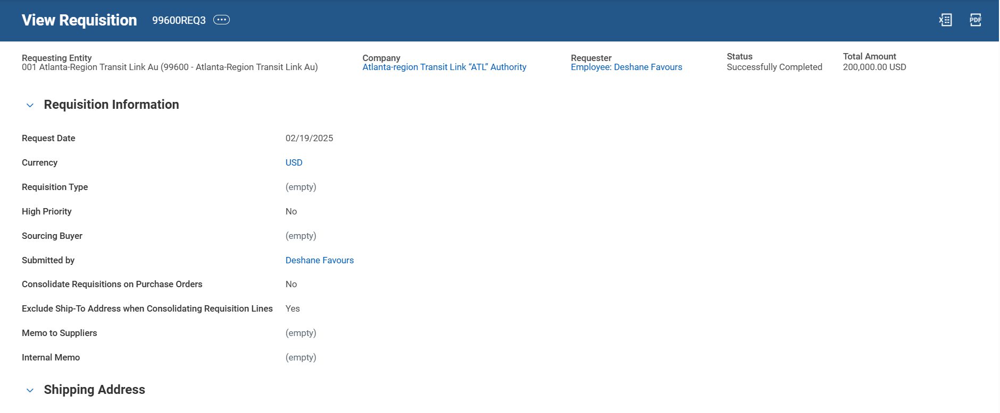 View Requisition 99600REQ3
X PDF
Requesting Entity Company Requester Status Total Amount
001 Atlanta-Region Transit Link Au (99600 - Atlanta-Region Transit Link Au) Atlanta-region Transit Link “ATL” Authority Employee: Deshane Favours Successfully Completed 200,000.00 USD
Requisition Information
Request Date 02/19/2025
Currency USD
Requisition Type (empty)
High Priority No
Sourcing Buyer (empty)
Submitted by Deshane Favours
Consolidate Requisitions on Purchase Orders No
Exclude Ship-To Address when Consolidating Requisition Lines Yes
Memo to Suppliers (empty)
Internal Memo (empty)
Shipping Address